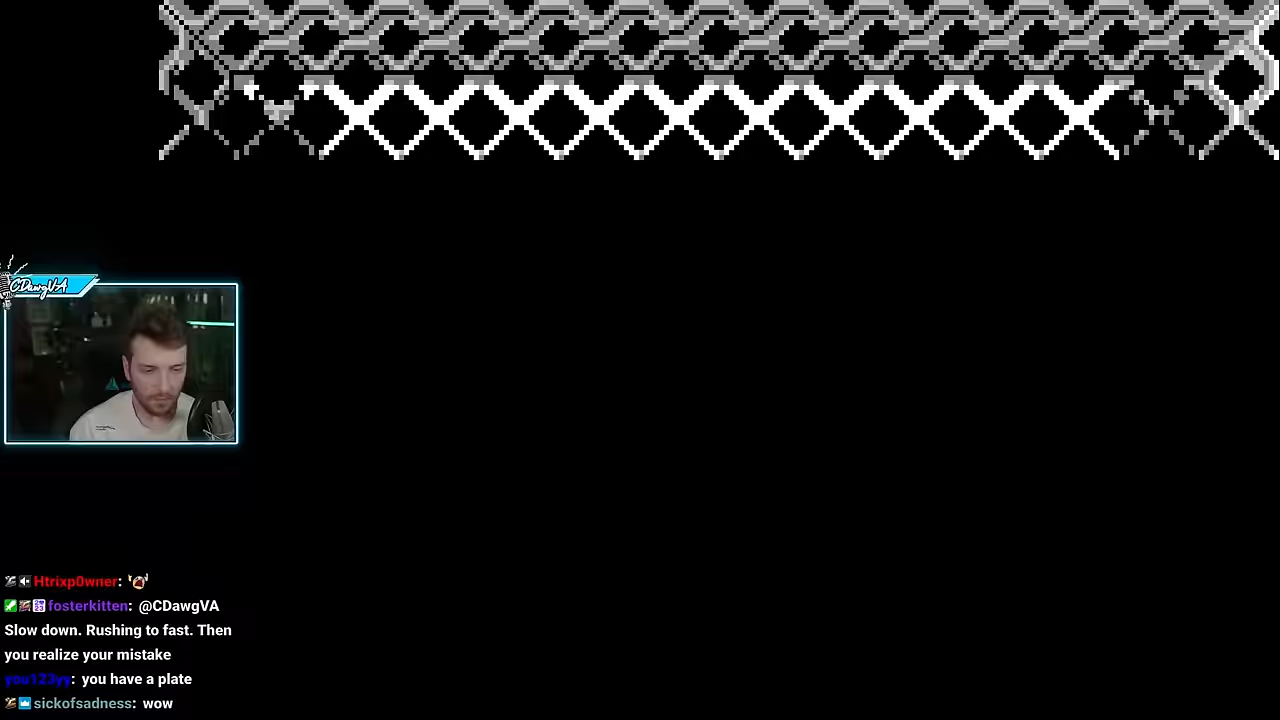 CDawgVA
Htrixp0wner:
fosterkitten: @CDawgVA
Slow down. Rushing to fast. Then
you realize your mistake
you123yy: you have a plate
sickofsadness: wow